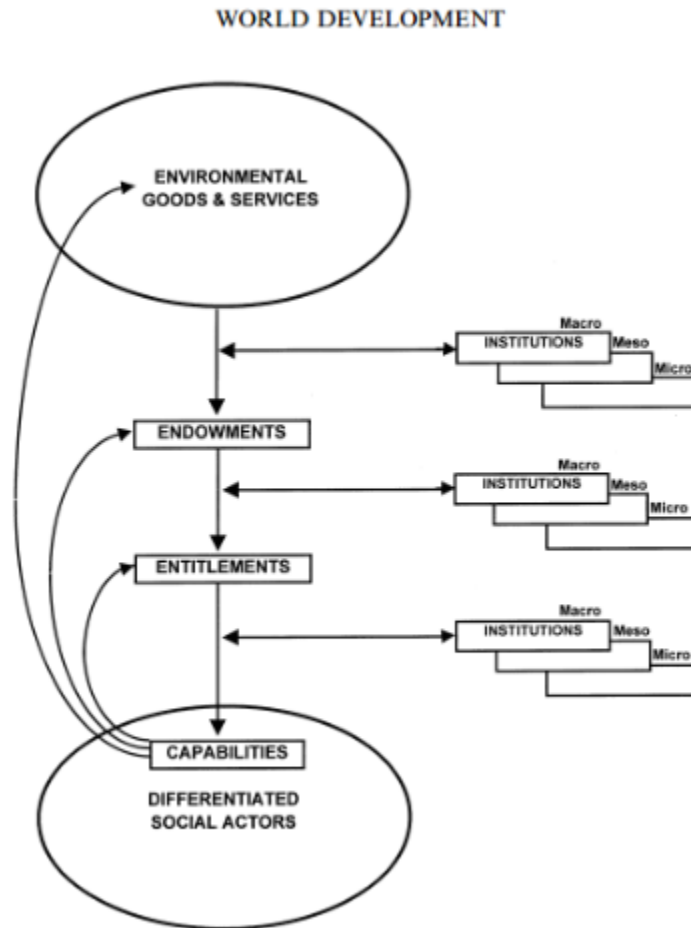 WORLD DEVELOPMENT
ENVIRONMENTAL
GOODS & SERVICES
Macro
INSTITUTIONS
Meso
Micro
ENDOWMENTS
Macro
INSTITUTIONS
Meso
Micro
ENTITLEMENTS
Macro
INSTITUTIONS
Meso
Micro
CAPABILITIES
DIFFERENTIATED
SOCIAL ACTORS